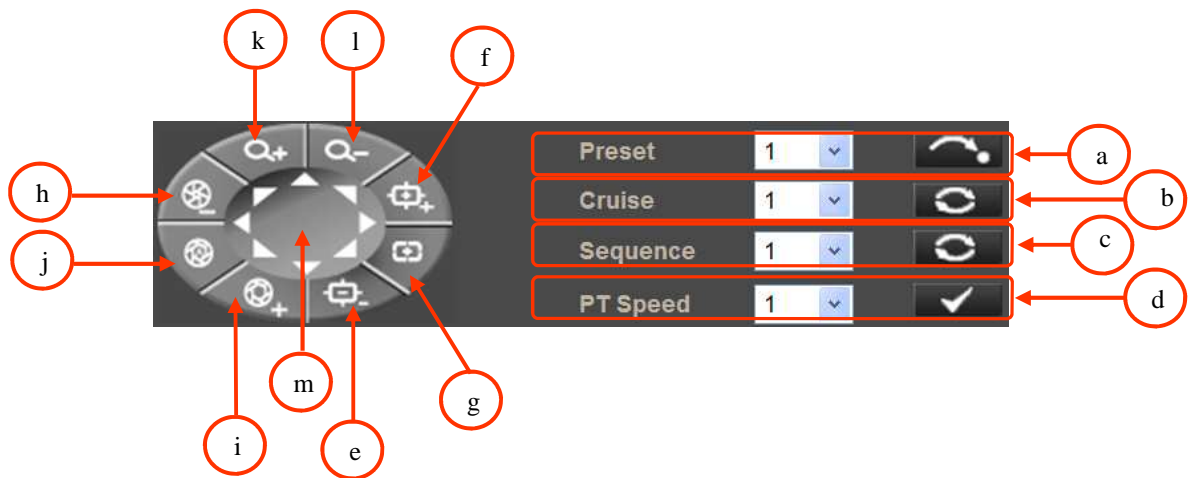 k
l
f
h
j
i
m
e
g
Preset 1
a
Cruise 1
b
Sequence 1
c
PT Speed 1
d